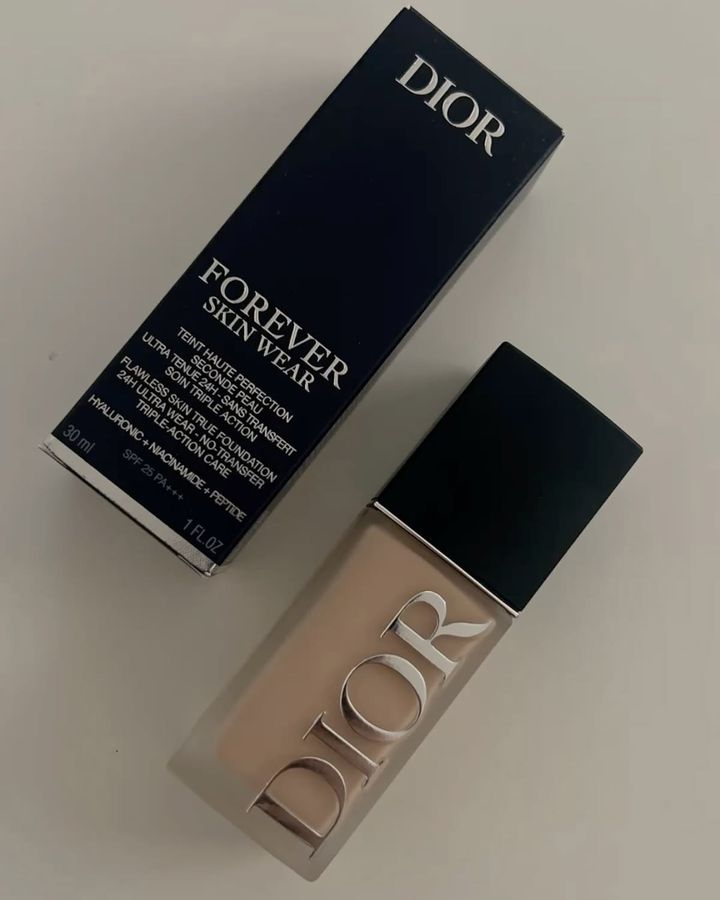 DIOR
FOREVER
SKIN WEAR
TEINT HAUTE PERFECTION
SECONDE PEAU
ULTRA TENUE 24H - SANS TRANSFERT
SOIN TRIPLE ACTION
FLAWLESS SKIN TRUE FOUNDATION
24H ULTRA WEAR - NO-TRANSFER
TRIPLE-ACTION CARE
HYALURONIC + NIACINAMIDE + PEPTIDE
SPF 25 PA+++
30 ml
1 FL.OZ
DIOR